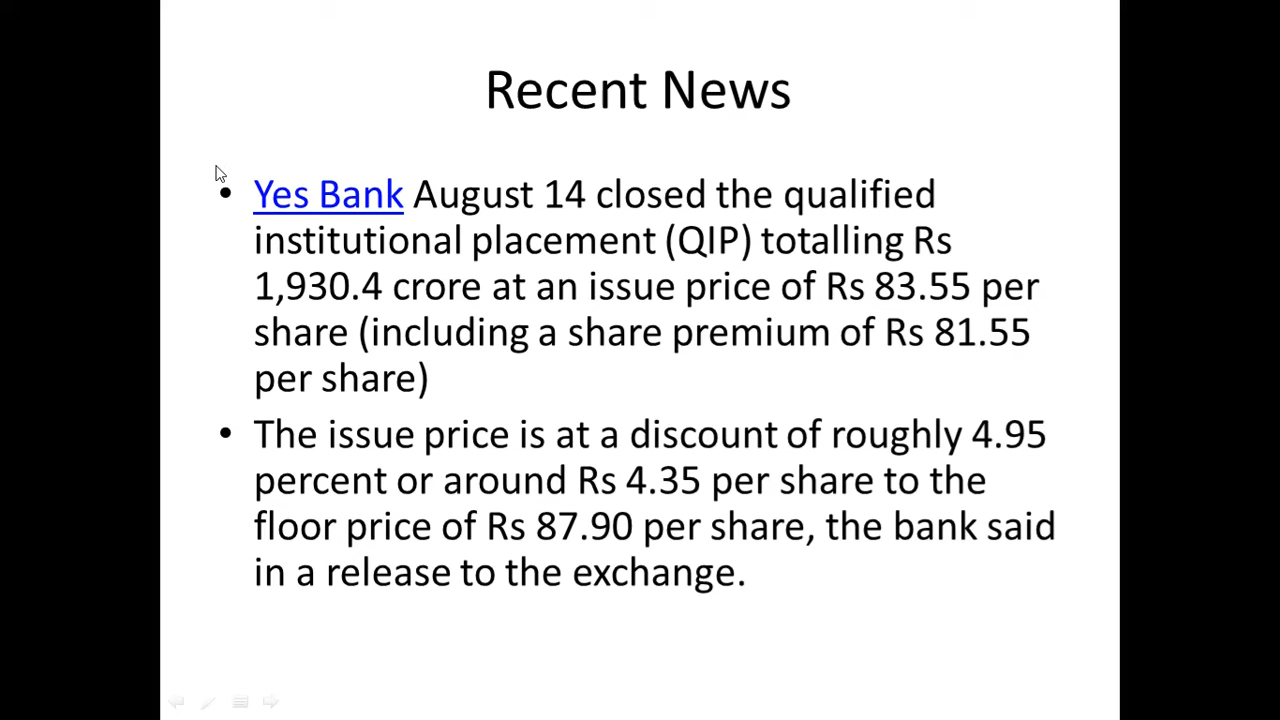 Recent News
• Yes Bank August 14 closed the qualified
institutional placement (QIP) totalling Rs
1,930.4 crore at an issue price of Rs 83.55 per
share (including a share premium of Rs 81.55
per share)
• The issue price is at a discount of roughly 4.95
percent or around Rs 4.35 per share to the
floor price of Rs 87.90 per share, the bank said
in a release to the exchange.